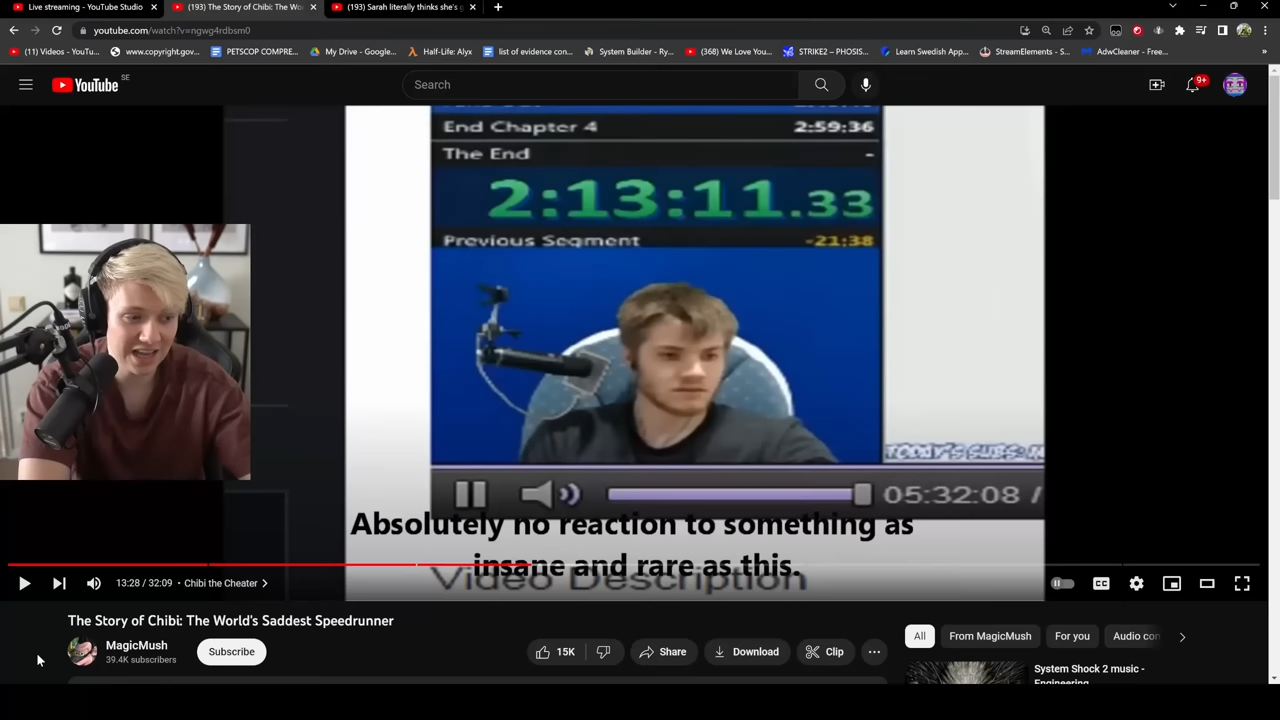 Live streaming - YouTube Studio
(193) The Story of Chibi: The Wo
(193) Sarah literally thinks she's g
youtube.com/watch?v=ngwg4rdbsm0
(11) Videos - YouTu...
www.copyright.gov...
PETSCOP COMPRE...
My Drive - Google...
Half-Life: Alyx
list of evidence con...
System Builder - Ry...
(368) We Love You...
STRIKE2 – PHOSIS...
Learn Swedish App...
StreamElements - S...
AdwCleaner - Free...
YouTube SE
Search
9+
End Chapter 4 2:59:36
The End -
2:13:11.33
Previous Segment -21:38
TODAY'S SUBS:
05:32:08 /
Absolutely no reaction to something as
insane and rare as this.
Video Description
13:28 / 32:09 • Chibi the Cheater
CC
The Story of Chibi: The World's Saddest Speedrunner
MagicMush
39.4K subscribers
Subscribe
15K
Share
Download
Clip
All
From MagicMush
For you
Audio con
System Shock 2 music -
Engineering